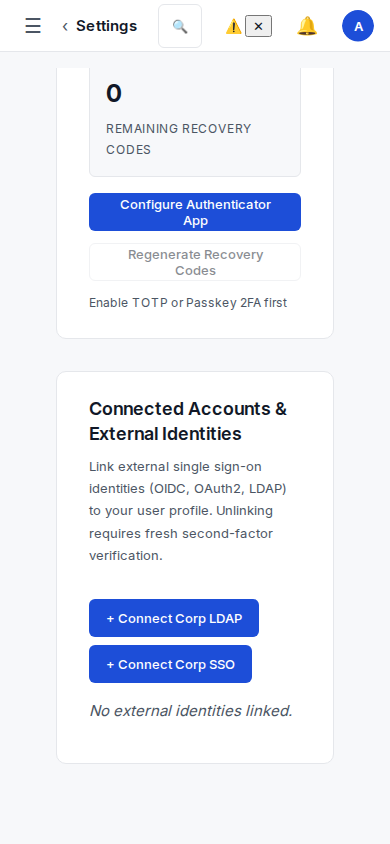 Settings
A
0
REMAINING RECOVERY
CODES
Configure Authenticator
App
Regenerate Recovery
Codes
Enable TOTP or Passkey 2FA first
Connected Accounts &
External Identities
Link external single sign-on
identities (OIDC, OAuth2, LDAP)
to your user profile. Unlinking
requires fresh second-factor
verification.
+ Connect Corp LDAP
+ Connect Corp SSO
No external identities linked.